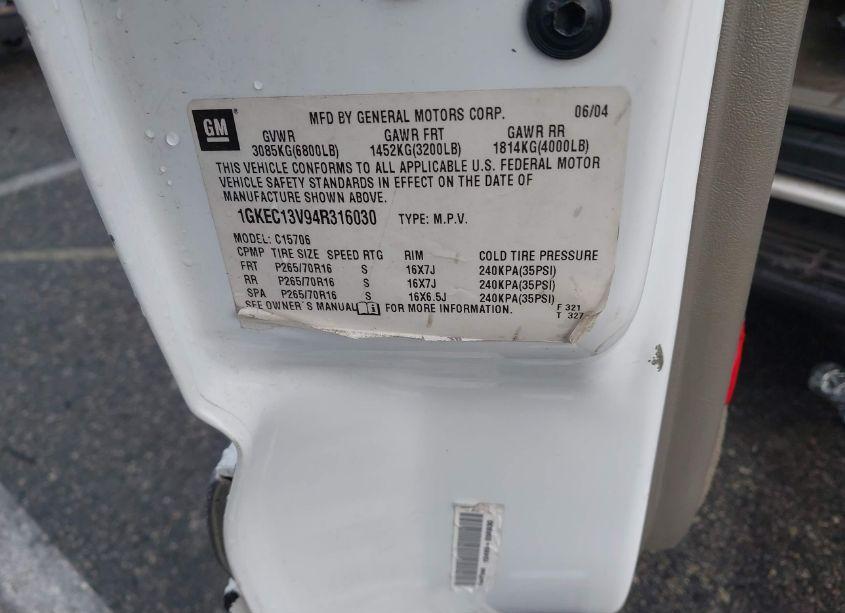 GM
MFD BY GENERAL MOTORS CORP. 06/04
GVWR GAWR FRT GAWR RR
3085KG(6800LB) 1452KG(3200LB) 1814KG(4000LB)
THIS VEHICLE CONFORMS TO ALL APPLICABLE U.S. FEDERAL MOTOR
VEHICLE SAFETY STANDARDS IN EFFECT ON THE DATE OF
MANUFACTURE SHOWN ABOVE.
1GKEC13V94R316030 TYPE: M.P.V.
MODEL: C15706
CPMP TIRE SIZE SPEED RTG RIM COLD TIRE PRESSURE
FRT P265/70R16 S 16X7J 240KPA(35PSI)
RR P265/70R16 S 16X7J 240KPA(35PSI)
SPA P265/70R16 S 16X6.5J 240KPA(35PSI)
SEE OWNER'S MANUAL FOR MORE INFORMATION.
F 321
T 327